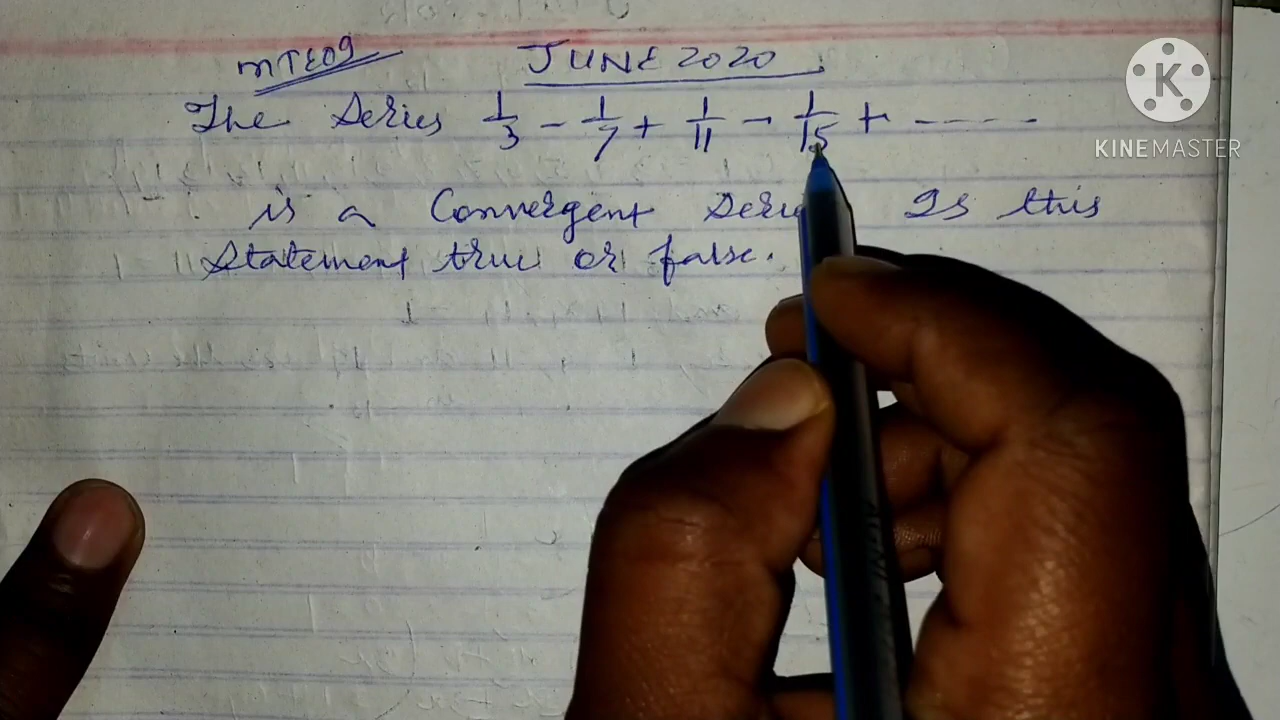 MTE09 JUNE 2020
The Series 1/3 - 1/7 + 1/11 - 1/15 + -----
is a Convergent Serie Is this
Statement true or false.
K
KINEMASTER